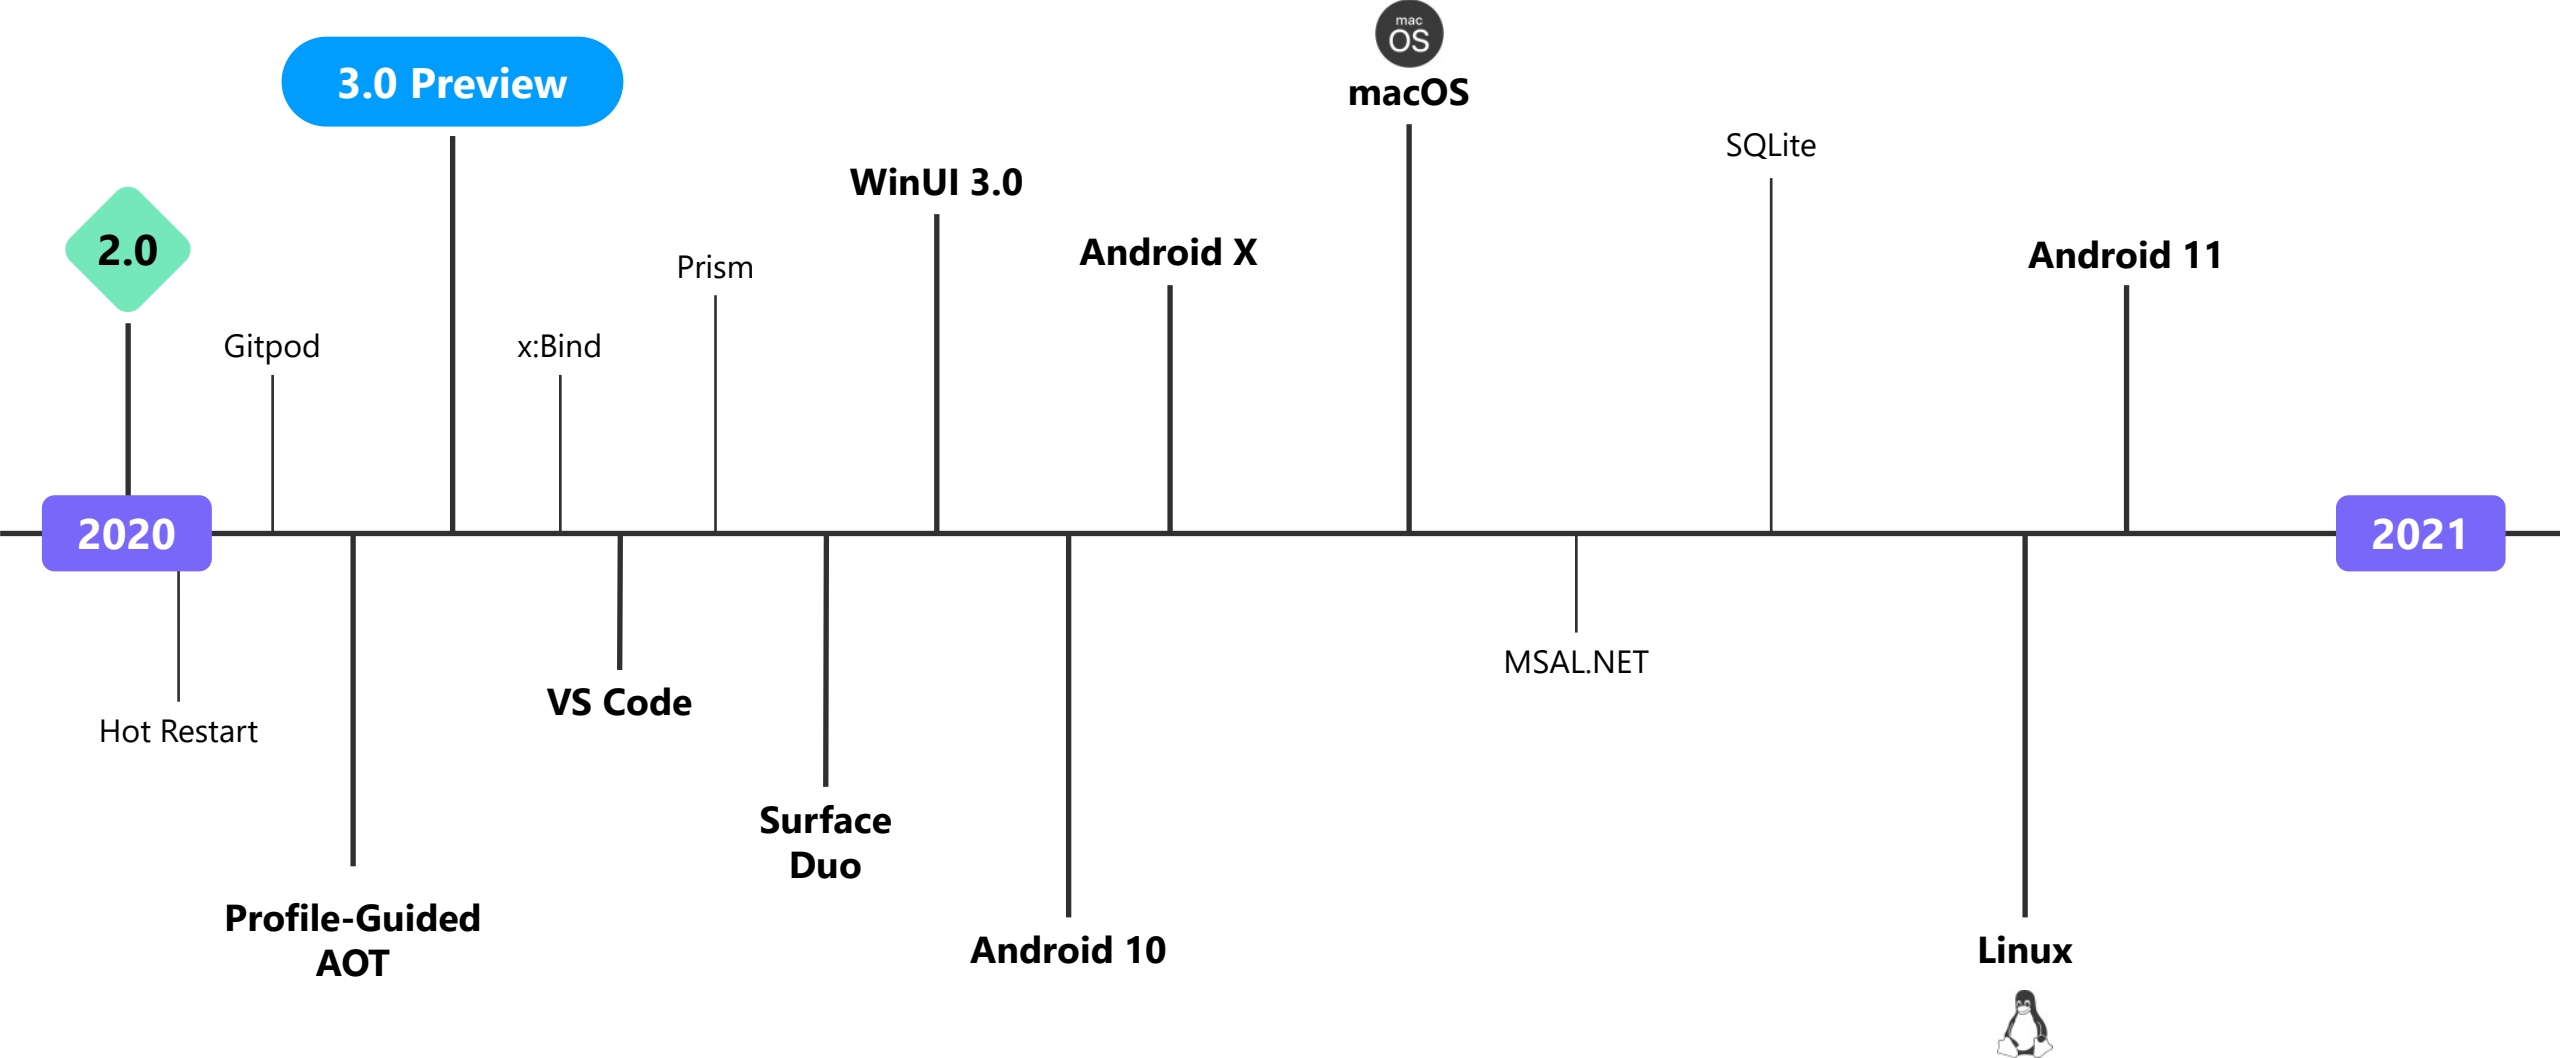 mac
OS
macOS
3.0 Preview
SQLite
WinUI 3.0
2.0
Android X
Android 11
Prism
Gitpod
x:Bind
2020
2021
MSAL.NET
VS Code
Hot Restart
Surface
Duo
Profile-Guided
AOT
Android 10
Linux